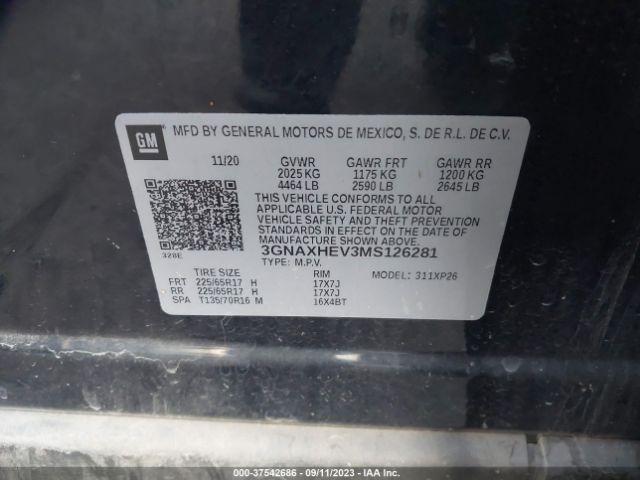 GM
MFD BY GENERAL MOTORS DE MEXICO, S. DE R.L. DE C.V.
11/20 GVWR GAWR FRT GAWR RR
2025 KG 1175 KG 1200 KG
4464 LB 2590 LB 2645 LB
THIS VEHICLE CONFORMS TO ALL
APPLICABLE U.S. FEDERAL MOTOR
VEHICLE SAFETY AND THEFT PREVENTION
STANDARDS IN EFFECT ON THE DATE OF
MANUFACTURE SHOWN ABOVE.
328E
3GNAXHEV3MS126281
TYPE: M.P.V. MODEL: 311XP26
TIRE SIZE RIM
FRT 225/65R17 H 17X7J
RR 225/65R17 H 17X7J
SPA T135/70R16 M 16X4BT
000-37542686 - 09/11/2023 - IAA Inc.